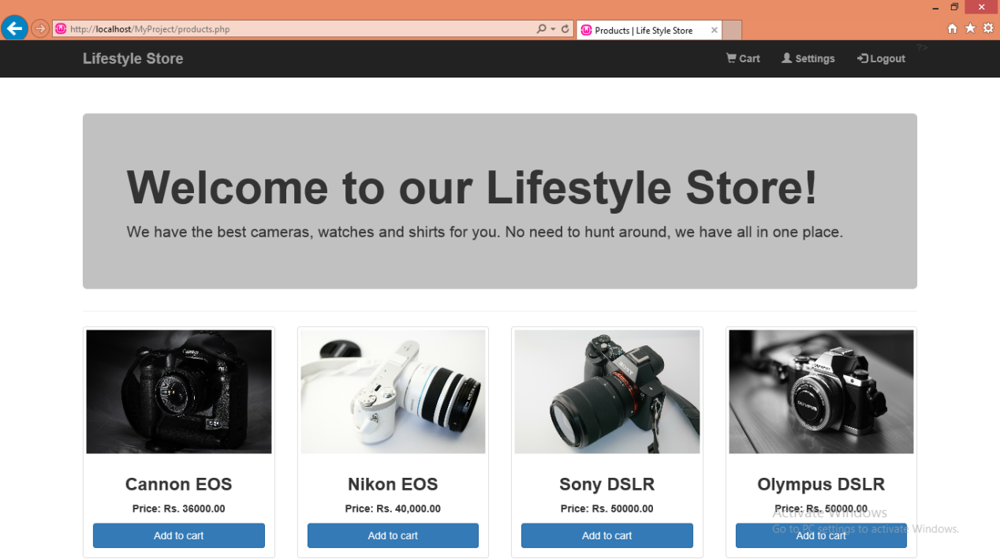 http://localhost/MyProject/products.php
Products | Life Style Store
Lifestyle Store
Cart
Settings
Logout
?>
Welcome to our Lifestyle Store!
We have the best cameras, watches and shirts for you. No need to hunt around, we have all in one place.
SONY
OLYMPUS
OLYMPUS
Cannon EOS
Nikon EOS
Sony DSLR
Olympus DSLR
Price: Rs. 36000.00
Price: Rs. 40,000.00
Price: Rs. 50000.00
Price: Rs. 50000.00
Activate Windows
Go to PC settings to activate Windows.
Add to cart
Add to cart
Add to cart
Add to cart